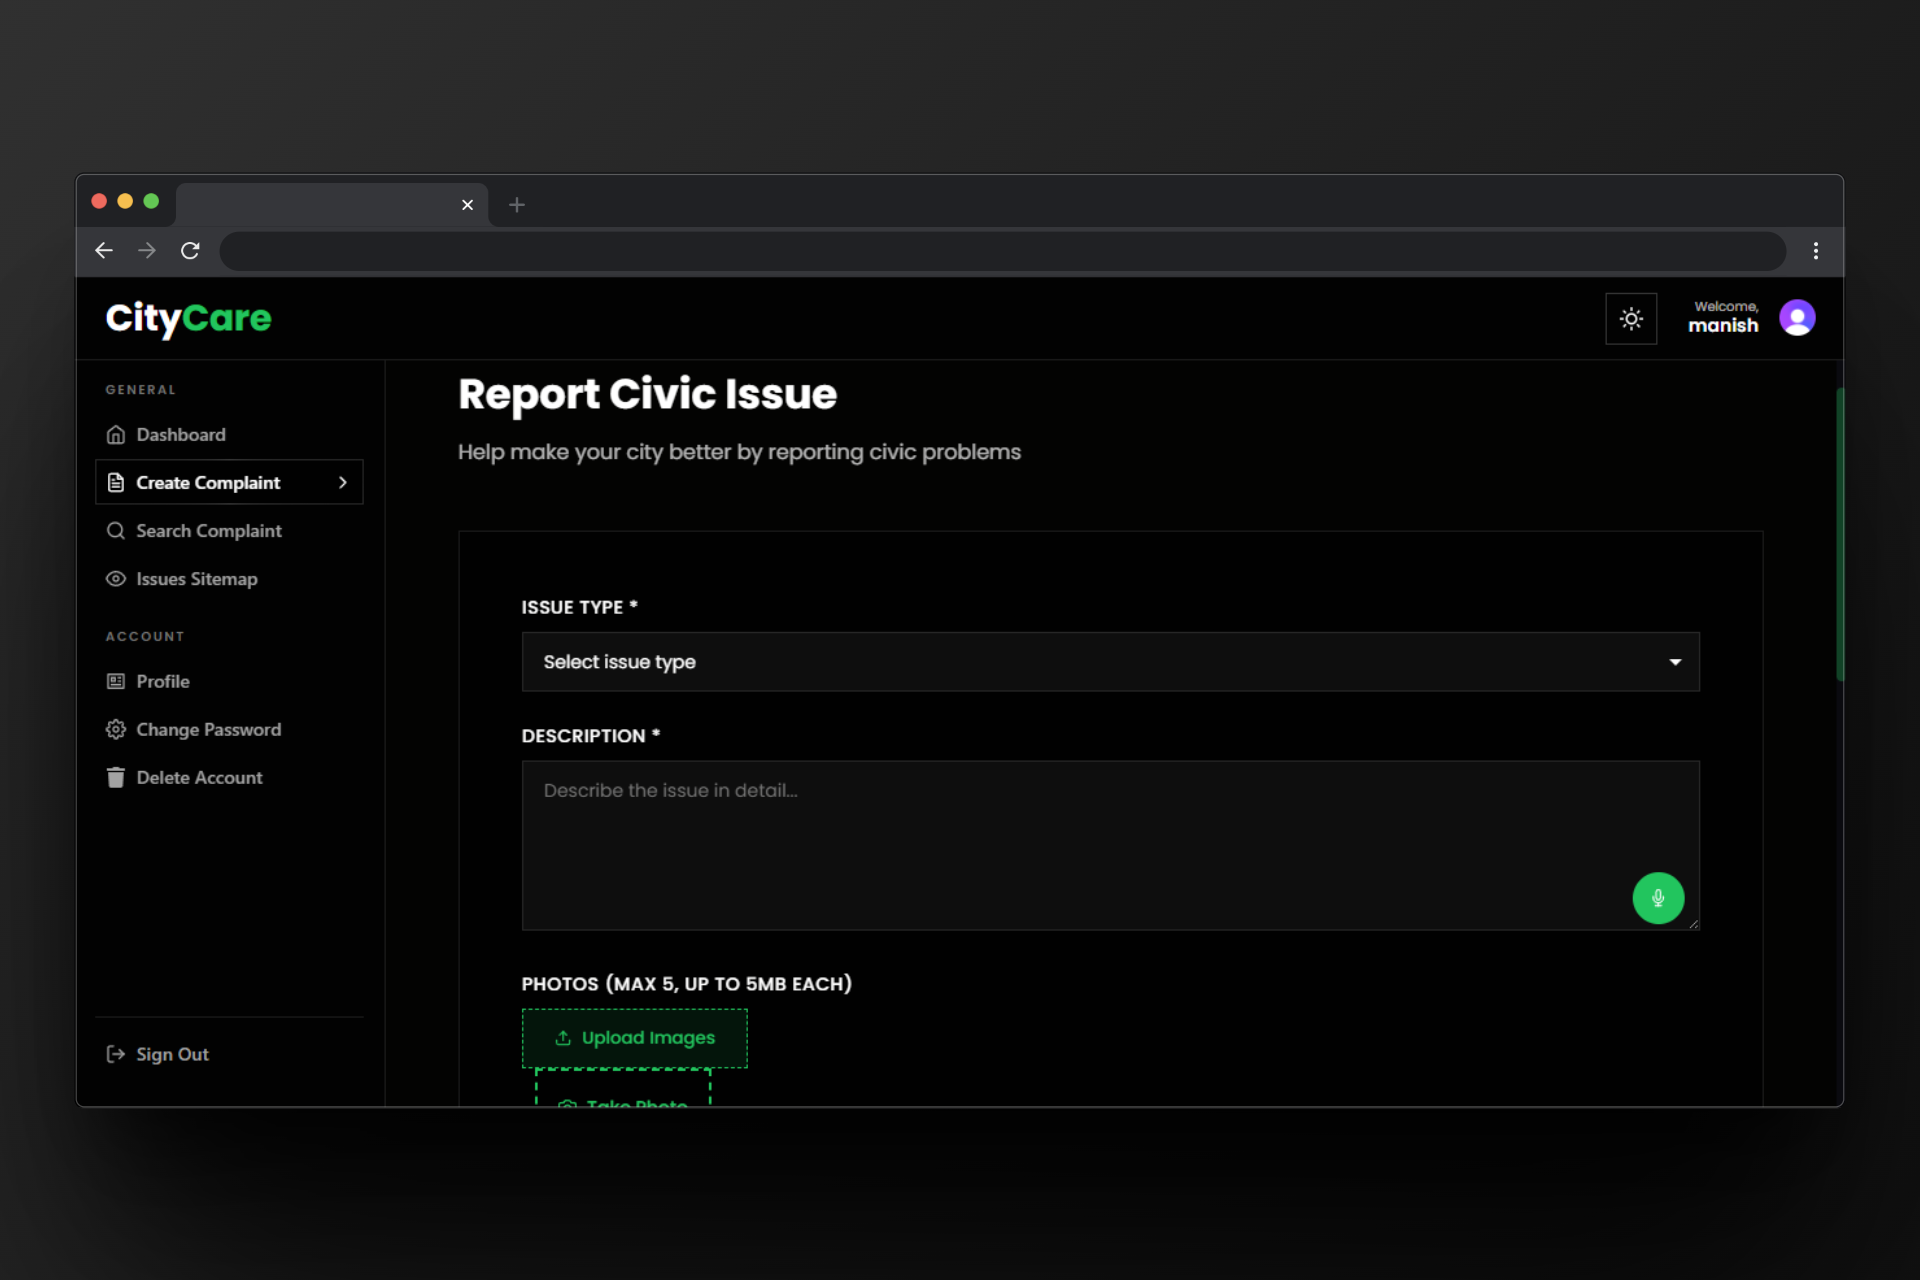 CityCare
Welcome,
manish
GENERAL
Dashboard
Create Complaint
Search Complaint
Issues Sitemap
ACCOUNT
Profile
Change Password
Delete Account
Sign Out
Report Civic Issue
Help make your city better by reporting civic problems
ISSUE TYPE *
Select issue type
DESCRIPTION *
Describe the issue in detail...
PHOTOS (MAX 5, UP TO 5MB EACH)
Upload Images
Take Photo